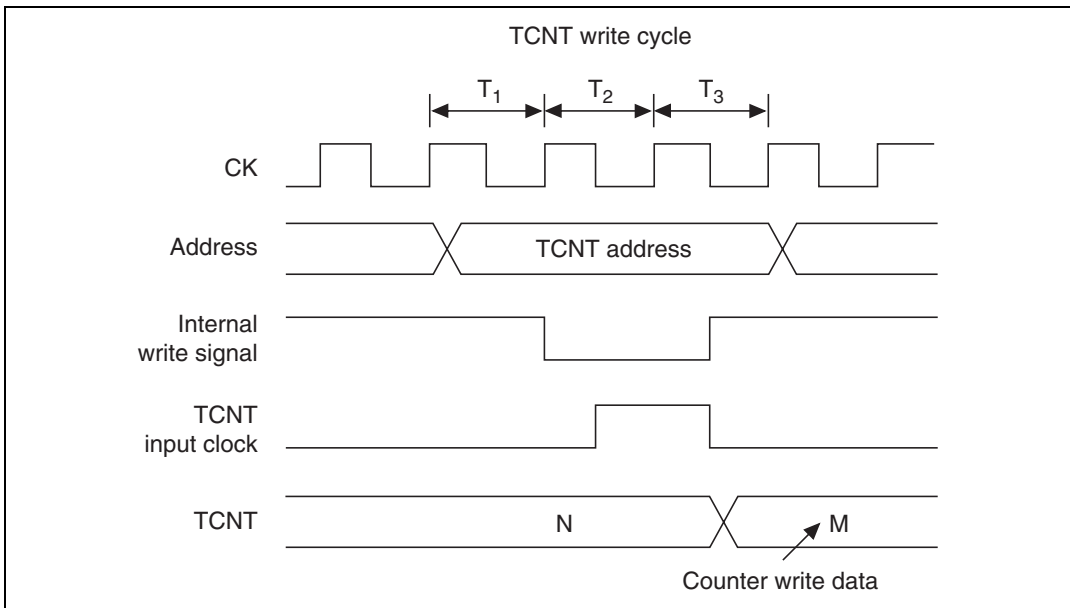 TCNT write cycle
T1 T2 T3
CK
Address
TCNT address
Internal
write signal
TCNT
input clock
TCNT
N
M
Counter write data